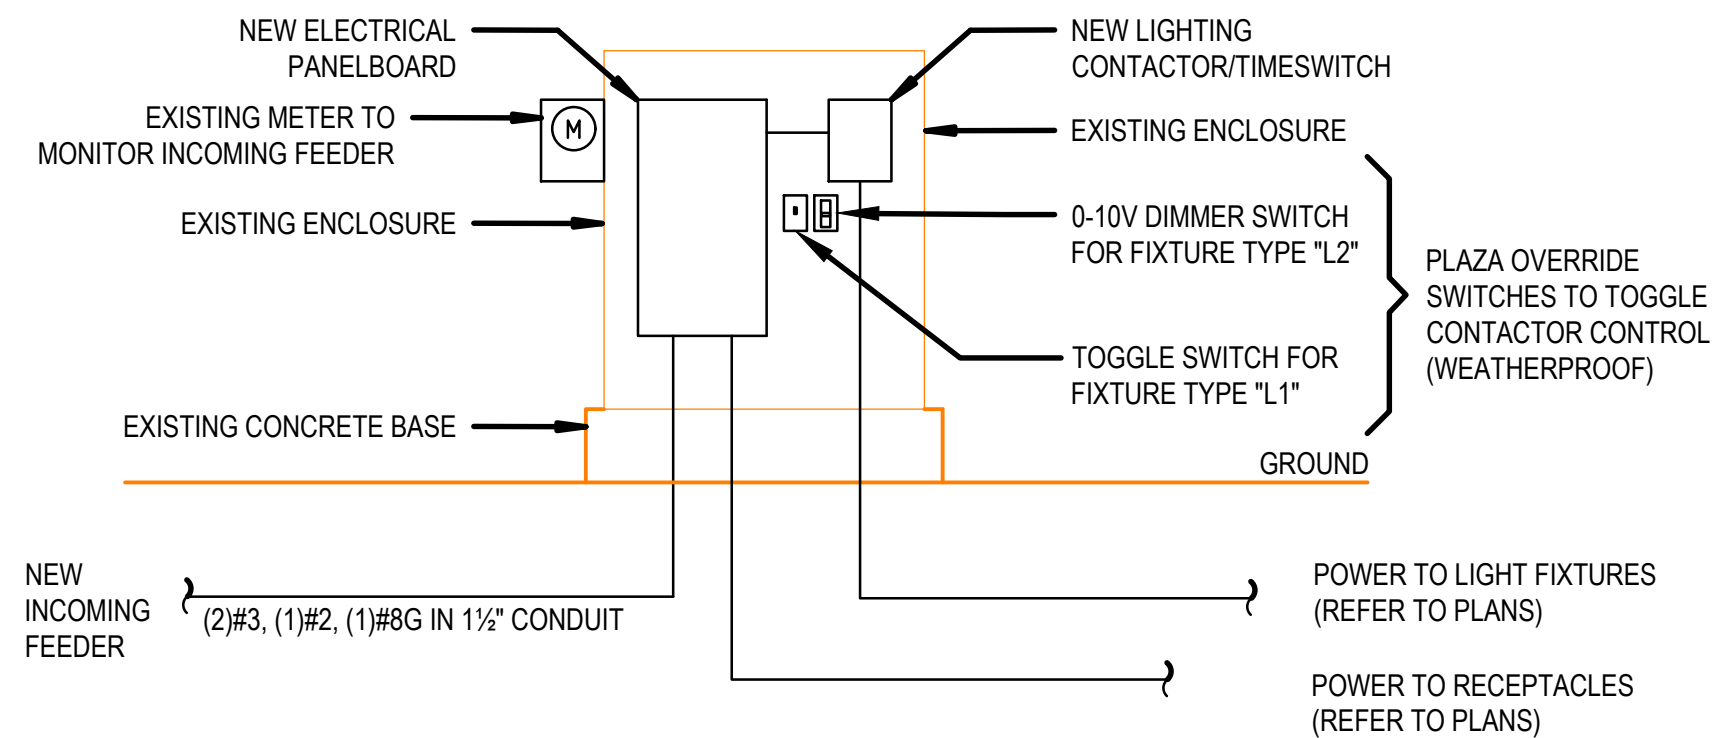 NEW ELECTRICAL
PANELBOARD
EXISTING METER TO
MONITOR INCOMING FEEDER
M
EXISTING ENCLOSURE
EXISTING CONCRETE BASE
NEW LIGHTING
CONTACTOR/TIMESWITCH
EXISTING ENCLOSURE
0-10V DIMMER SWITCH
FOR FIXTURE TYPE "L2"
TOGGLE SWITCH FOR
FIXTURE TYPE "L1"
PLAZA OVERRIDE
SWITCHES TO TOGGLE
CONTACTOR CONTROL
(WEATHERPROOF)
GROUND
NEW
INCOMING
FEEDER
(2)#3, (1)#2, (1)#8G IN 1½" CONDUIT
POWER TO LIGHT FIXTURES
(REFER TO PLANS)
POWER TO RECEPTACLES
(REFER TO PLANS)